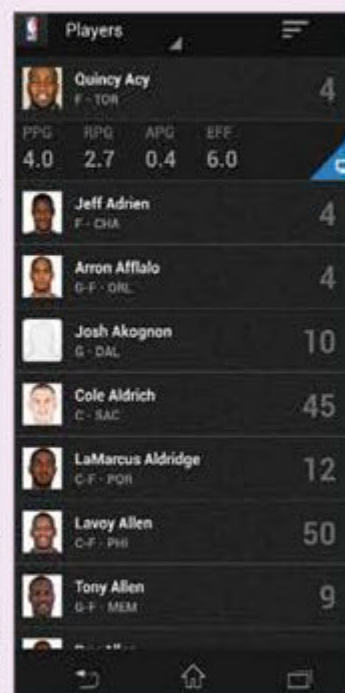 Players
Quincy Acy
F - TOR
4
PPG RPG APG EFF
4.0 2.7 0.4 6.0
Jeff Adrien
F - CHA
4
Arron Afflalo
G-F - ORL
4
Josh Akognon
G - DAL
10
Cole Aldrich
C - SAC
45
LaMarcus Aldridge
C-F - POR
12
Lavoy Allen
C-F - PHI
50
Tony Allen
G-F - MEM
9